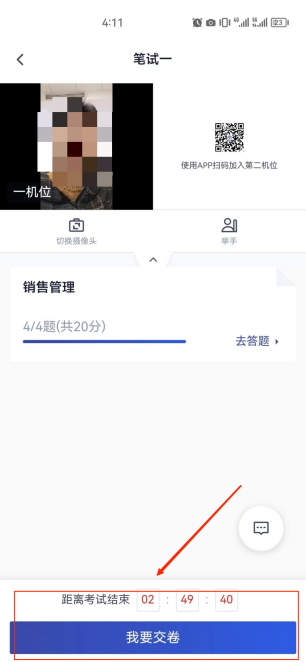 4:11
笔试一
一机位
使用APP扫码加入第二机位
切换摄像头
举手
销售管理
4/4题(共20分)
去答题
距离考试结束 02 : 49 : 40
我要交卷